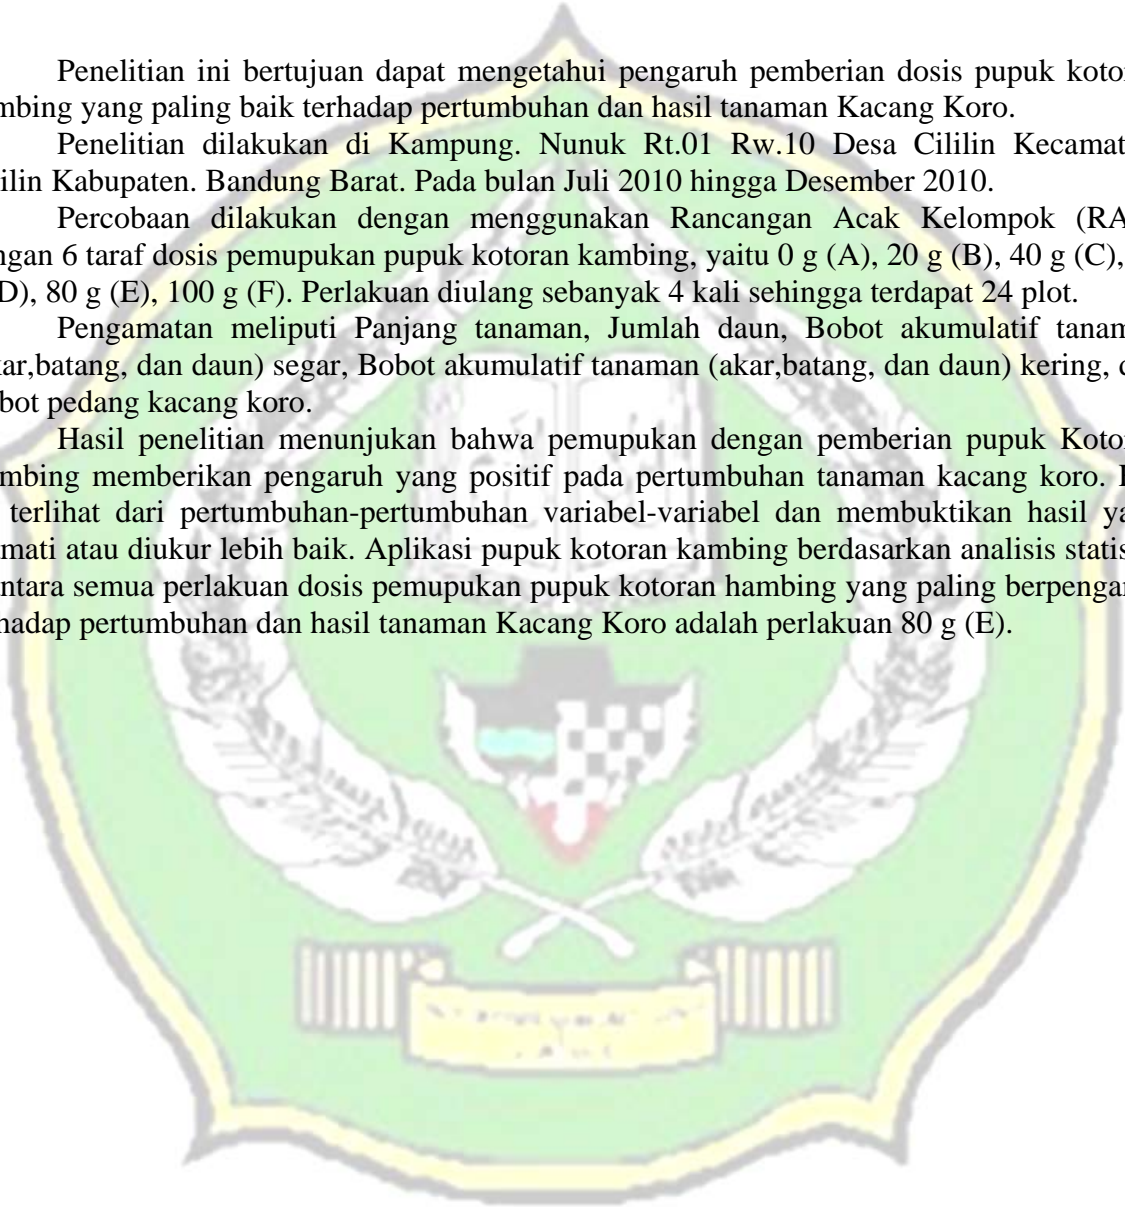 Penelitian ini bertujuan dapat mengetahui pengaruh pemberian dosis pupuk kotor
mbing yang paling baik terhadap pertumbuhan dan hasil tanaman Kacang Koro.
Penelitian dilakukan di Kampung. Nunuk Rt.01 Rw.10 Desa Cililin Kecamat
ilin Kabupaten. Bandung Barat. Pada bulan Juli 2010 hingga Desember 2010.
Percobaan dilakukan dengan menggunakan Rancangan Acak Kelompok (RA
ngan 6 taraf dosis pemupukan pupuk kotoran kambing, yaitu 0 g (A), 20 g (B), 40 g (C),
D), 80 g (E), 100 g (F). Perlakuan diulang sebanyak 4 kali sehingga terdapat 24 plot.
Pengamatan meliputi Panjang tanaman, Jumlah daun, Bobot akumulatif tanam
kar,batang, dan daun) segar, Bobot akumulatif tanaman (akar,batang, dan daun) kering, d
bot pedang kacang koro.
Hasil penelitian menunjukan bahwa pemupukan dengan pemberian pupuk Kotor
mbing memberikan pengaruh yang positif pada pertumbuhan tanaman kacang koro. 
terlihat dari pertumbuhan-pertumbuhan variabel-variabel dan membuktikan hasil ya
mati atau diukur lebih baik. Aplikasi pupuk kotoran kambing berdasarkan analisis statis
ntara semua perlakuan dosis pemupukan pupuk kotoran hambing yang paling berpengar
hadap pertumbuhan dan hasil tanaman Kacang Koro adalah perlakuan 80 g (E).